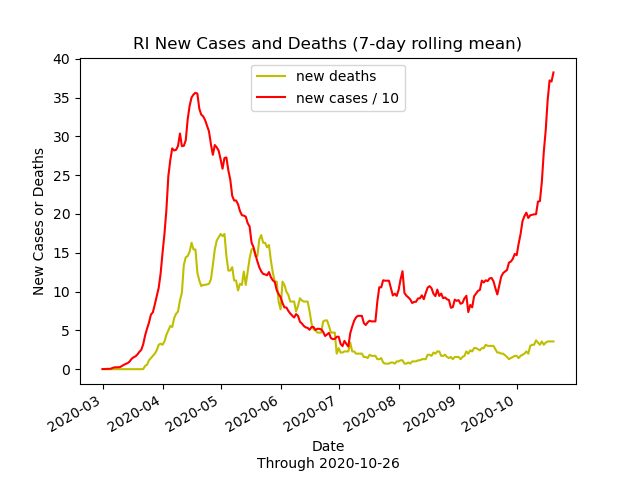 RI New Cases and Deaths (7-day rolling mean)
new deaths
new cases / 10
40
35
30
25
20
15
10
5
0
New Cases or Deaths
2020-03
2020-04
2020-05
2020-06
2020-07
2020-08
2020-09
2020-10
Date
Through 2020-10-26